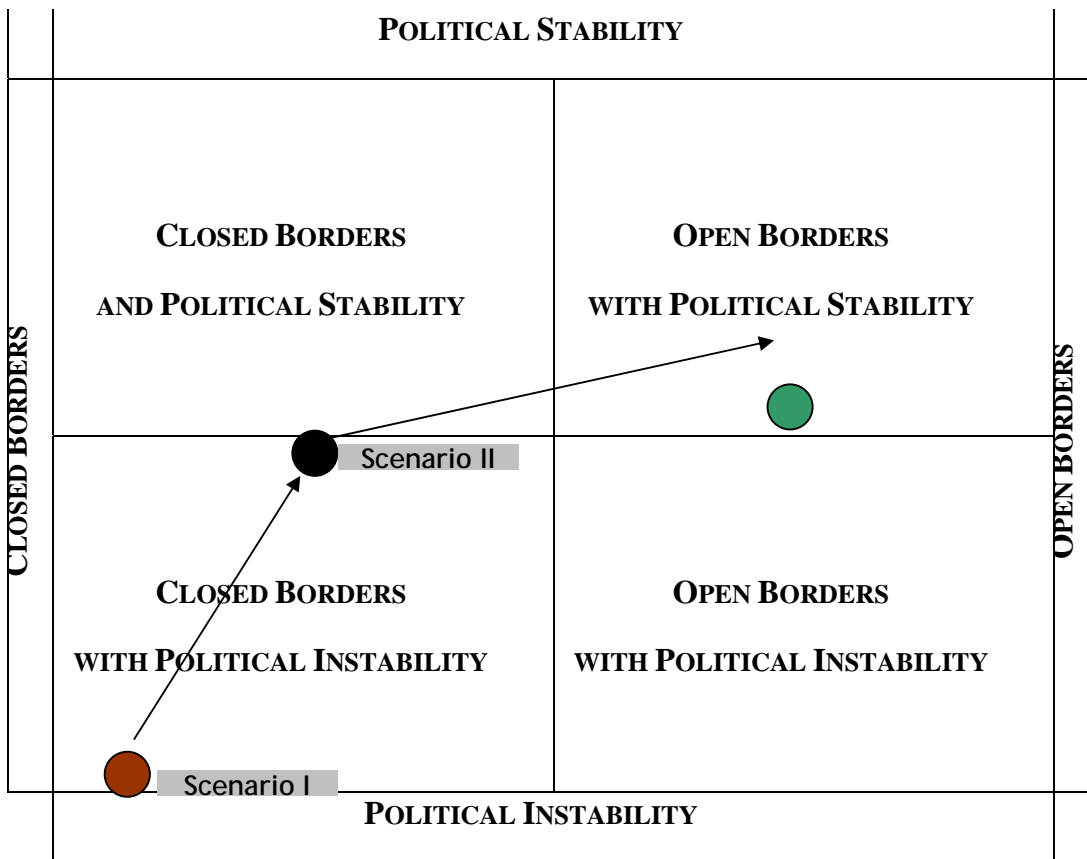 POLITICAL STABILITY
CLOSED BORDERS
AND POLITICAL STABILITY
OPEN BORDERS
WITH POLITICAL STABILITY
CLOSED BORDERS
OPEN BORDERS
Scenario II
CLOSED BORDERS
WITH POLITICAL INSTABILITY
OPEN BORDERS
WITH POLITICAL INSTABILITY
Scenario I
POLITICAL INSTABILITY